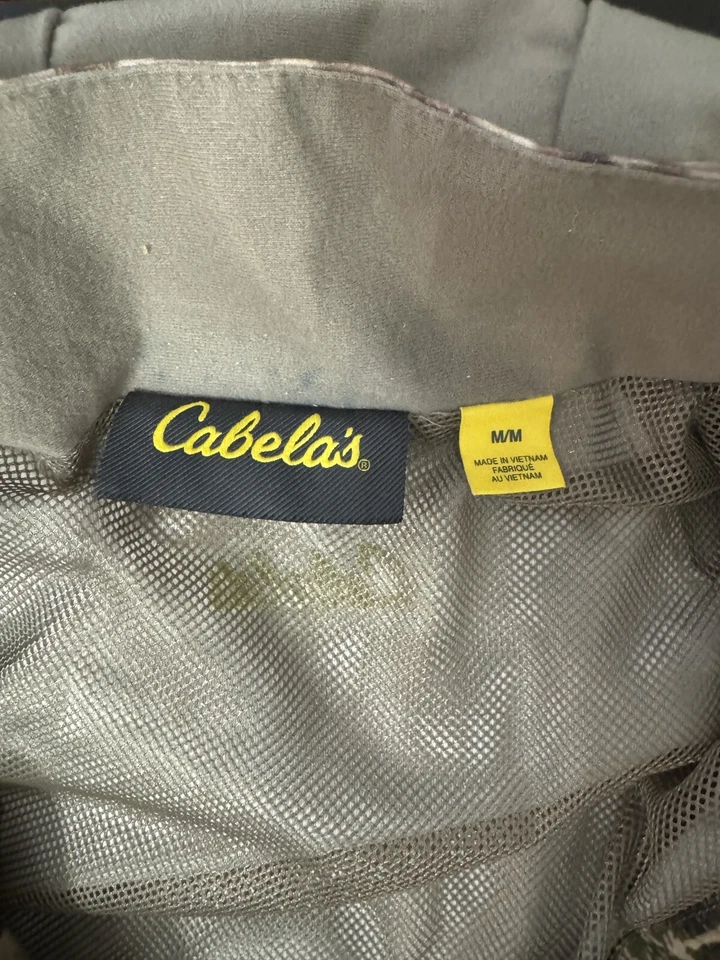 Cabela's®
M/M
MADE IN VIETNAM
FABRIQUÉ
AU VIETNAM